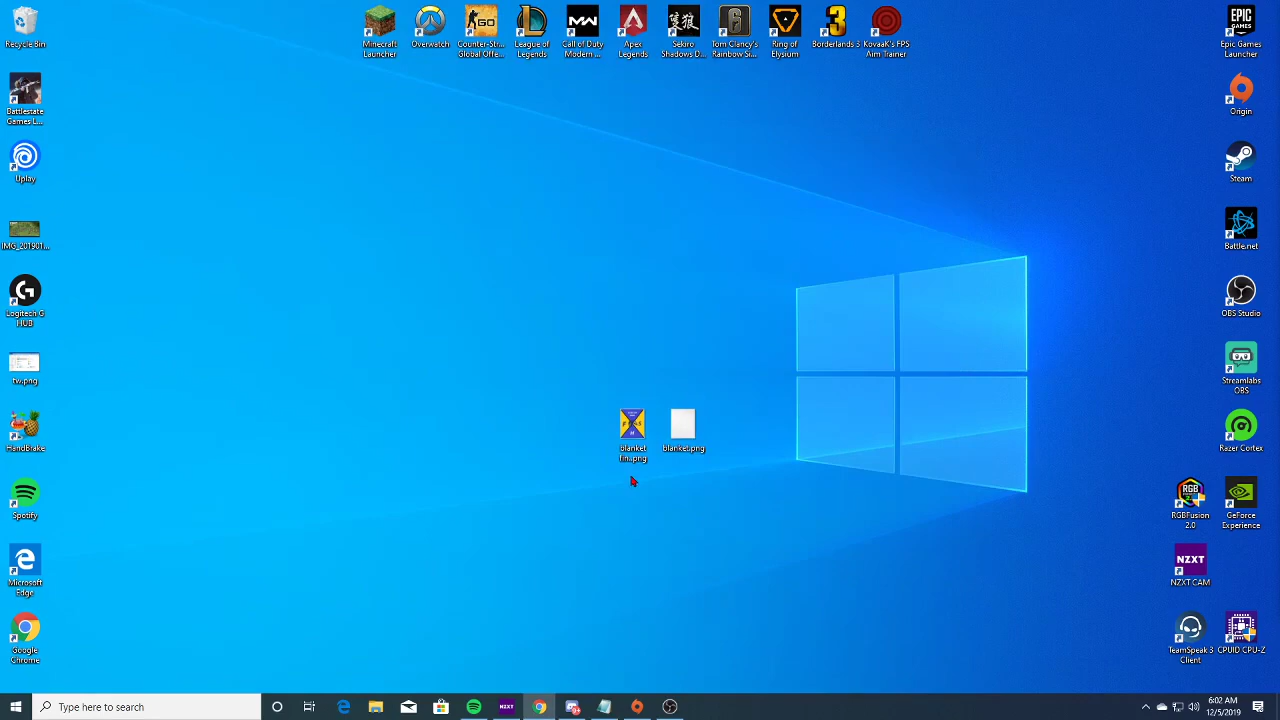 Recycle Bin
Minecraft
Launcher
Overwatch
Counter-Str...
Global Offe...
League of
Legends
Call of Duty
Modern ...
Apex
Legends
Sekiro
Shadows D...
Tom Clancy's
Rainbow Si...
Ring of
Elysium
Borderlands 3
KovaaK's FPS
Aim Trainer
Epic Games
Launcher
Battlestate
Games L...
Origin
Uplay
Steam
IMG_201901...
Battle.net
Logitech G
HUB
OBS Studio
tw.png
Streamlabs
OBS
HandBrake
blanket
fin..png
blanket.png
Razer Cortex
Spotify
RGBFusion
2.0
GeForce
Experience
Microsoft
Edge
NZXT
NZXT CAM
Google
Chrome
TeamSpeak 3
Client
CPUID CPU-Z
Type here to search
NZXT
6:02 AM
12/5/2019